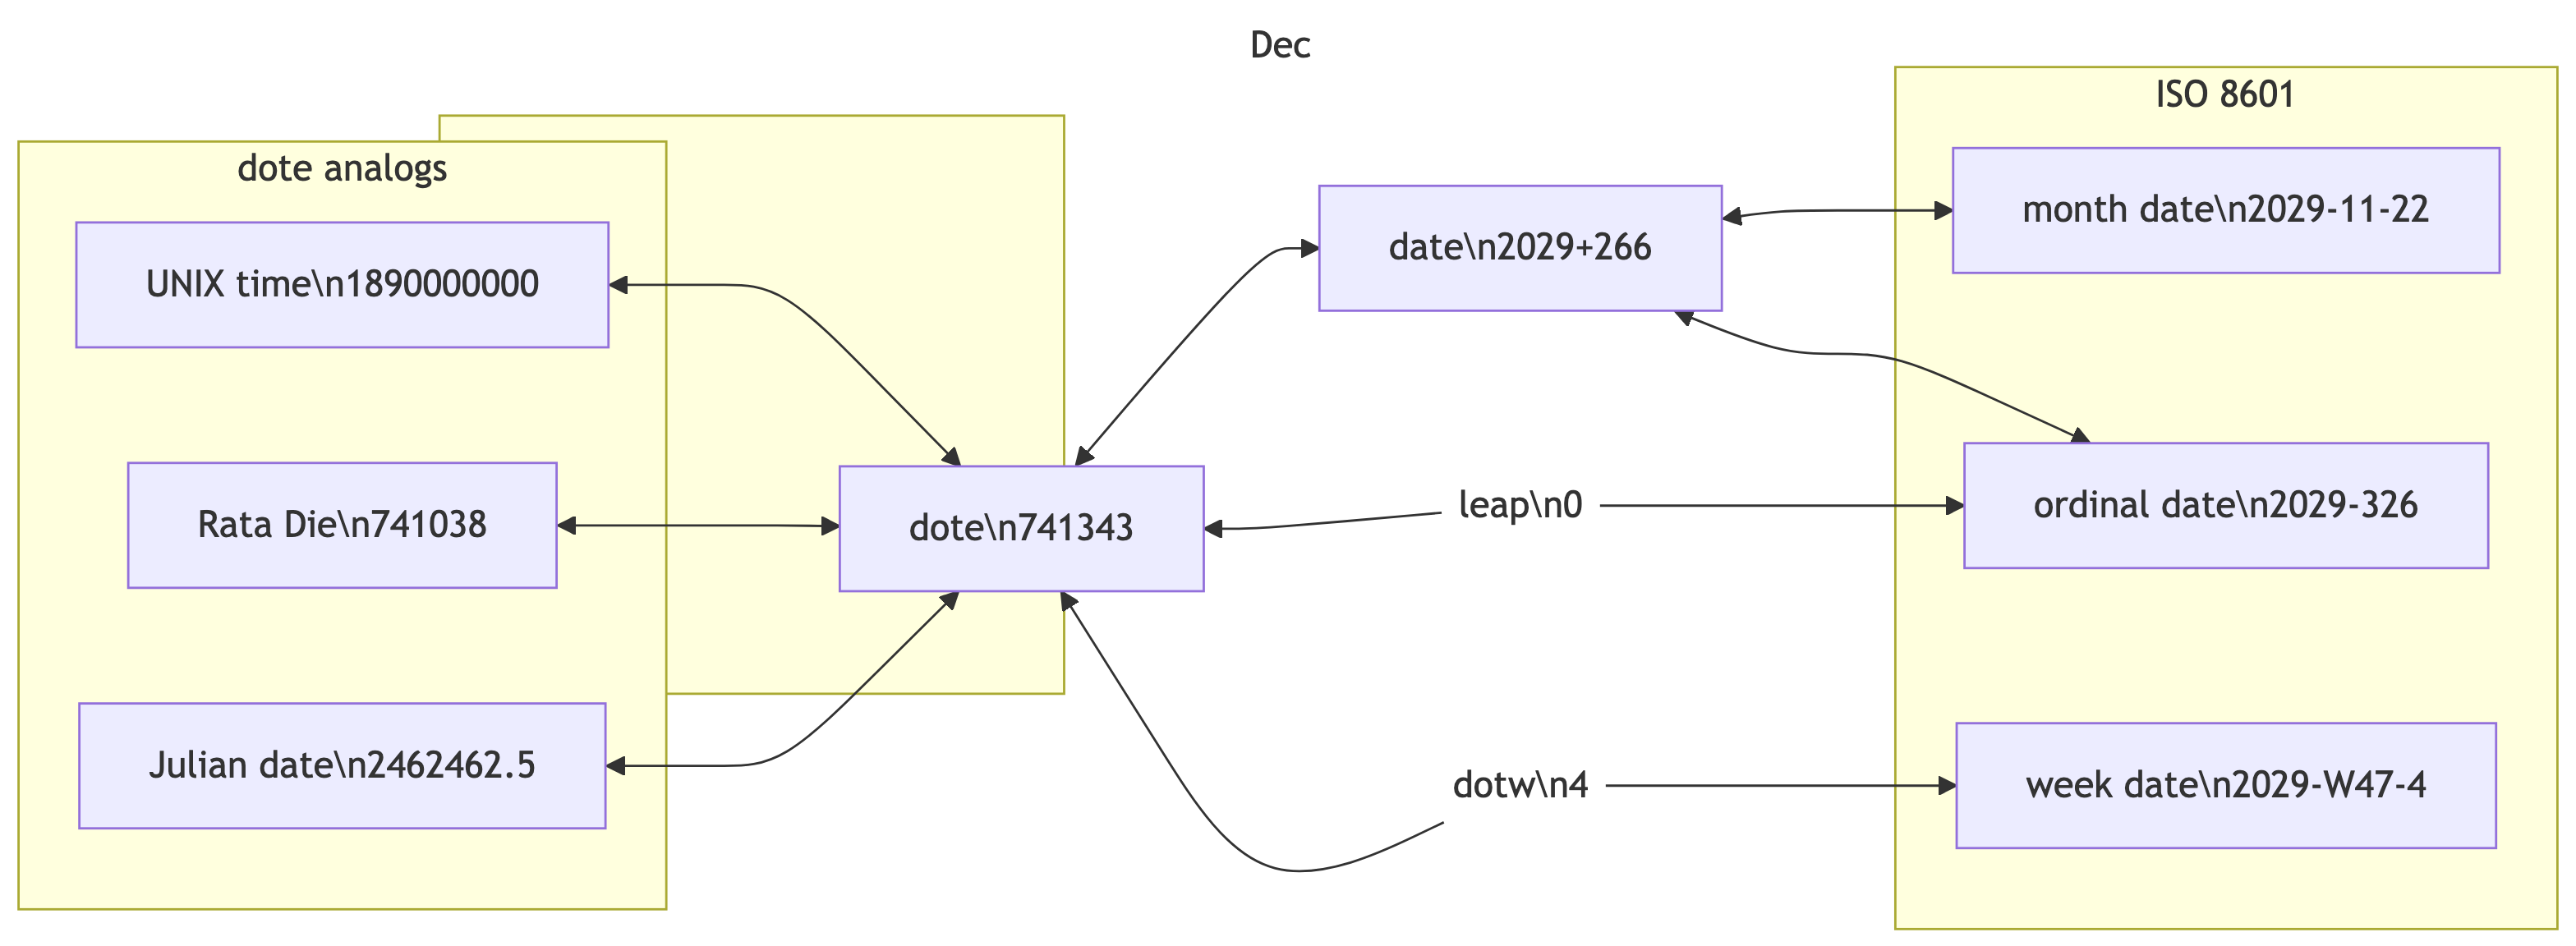 Dec
dote analogs
UNIX time\n1890000000
Rata Die\n741038
Julian date\n2462462.5
dote\n741343
date\n2029+266
leap\n0
dotw\n4
ISO 8601
month date\n2029-11-22
ordinal date\n2029-326
week date\n2029-W47-4